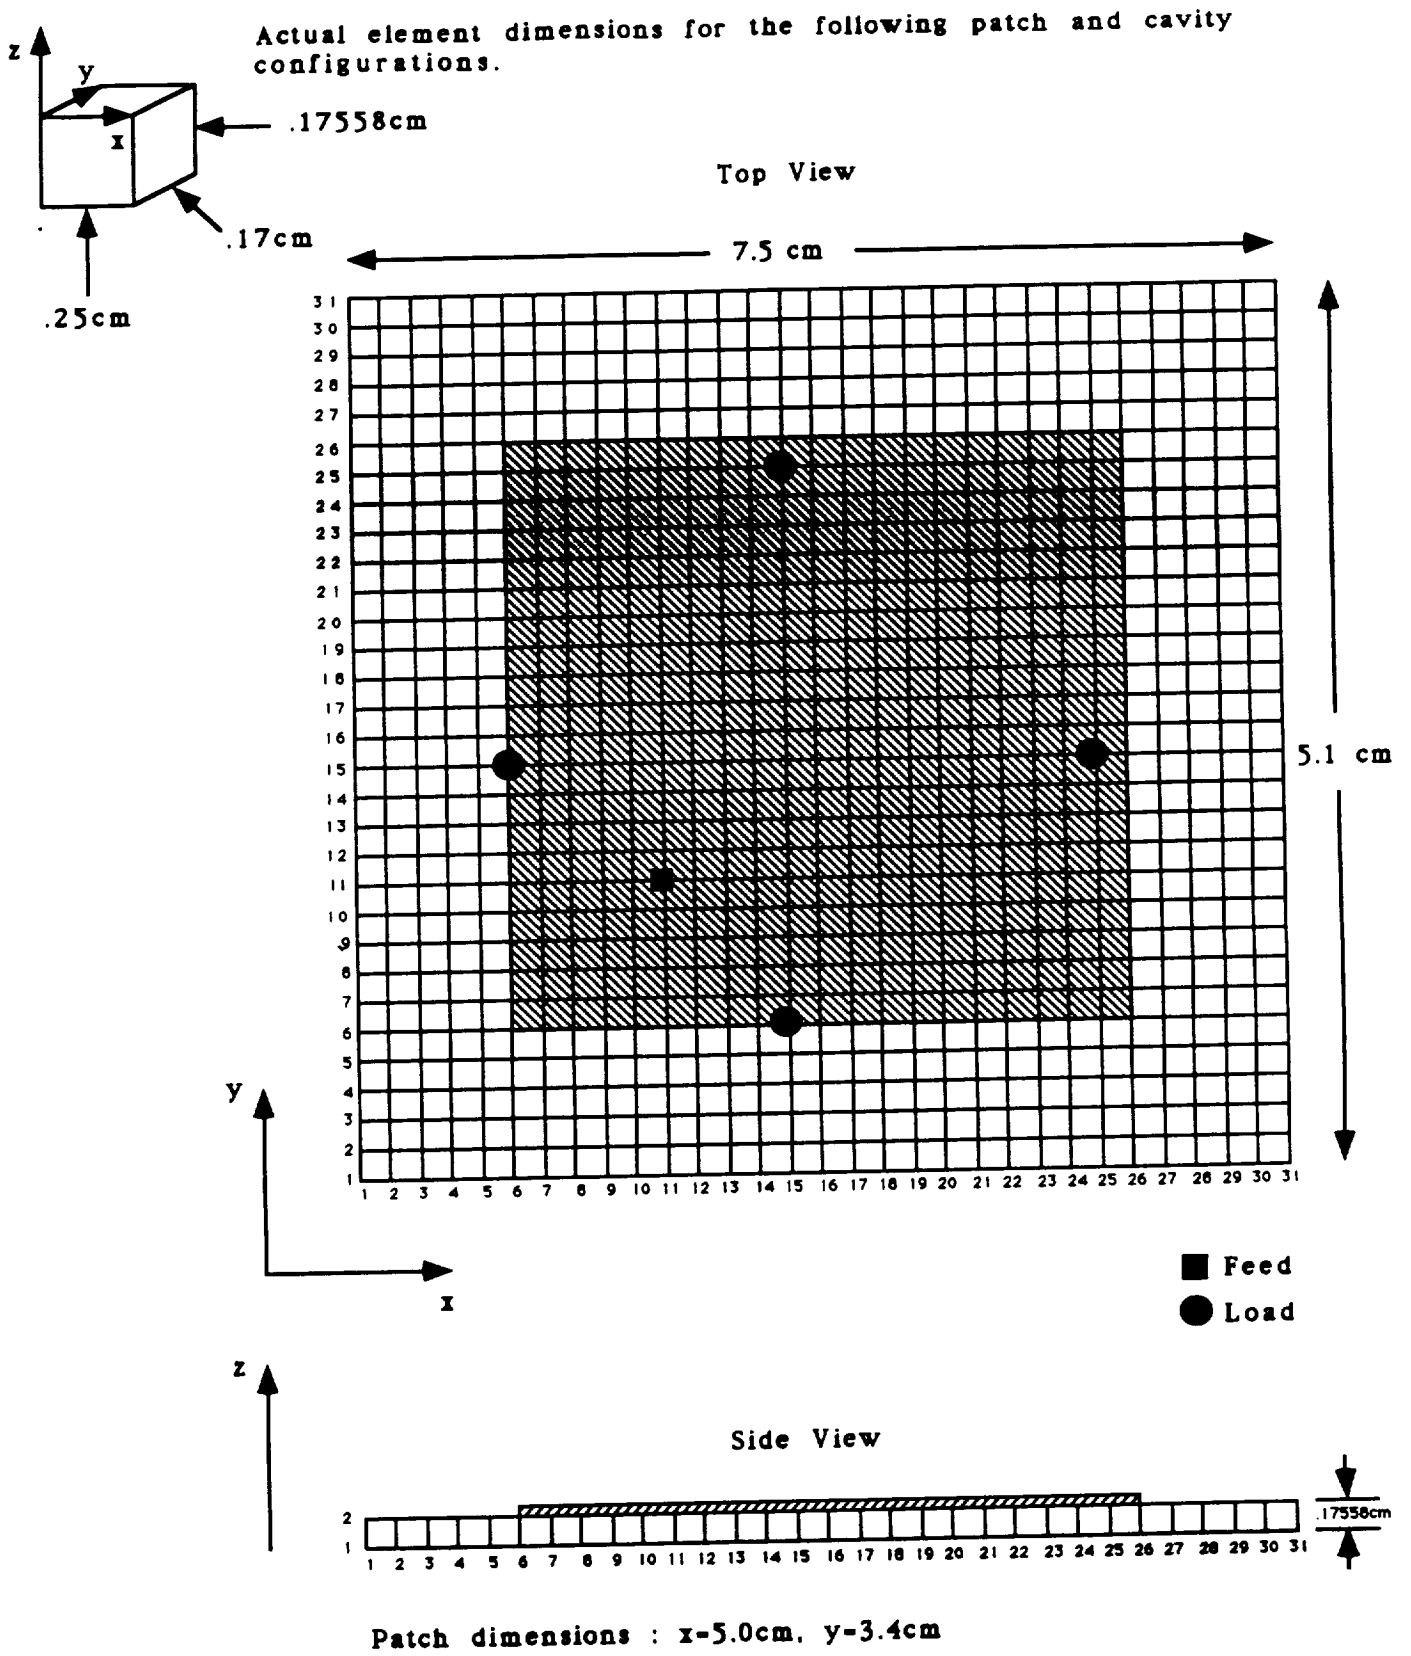 Actual element dimensions for the following patch and cavity
configurations.
z
y
x
.17558cm
.17cm
.25cm
Top View
7.5 cm
31
30
29
28
27
26
25
24
23
22
21
20
19
18
17
16
15
14
13
12
11
10
9
8
7
6
5
4
3
2
1
5.1 cm
1 2 3 4 5 6 7 8 9 10 11 12 13 14 15 16 17 18 19 20 21 22 23 24 25 26 27 28 29 30 31
y
x
Feed
Load
z
Side View
2
1
.17558cm
1 2 3 4 5 6 7 8 9 10 11 12 13 14 15 16 17 18 19 20 21 22 23 24 25 26 27 28 29 30 31
Patch dimensions : x=5.0cm, y=3.4cm